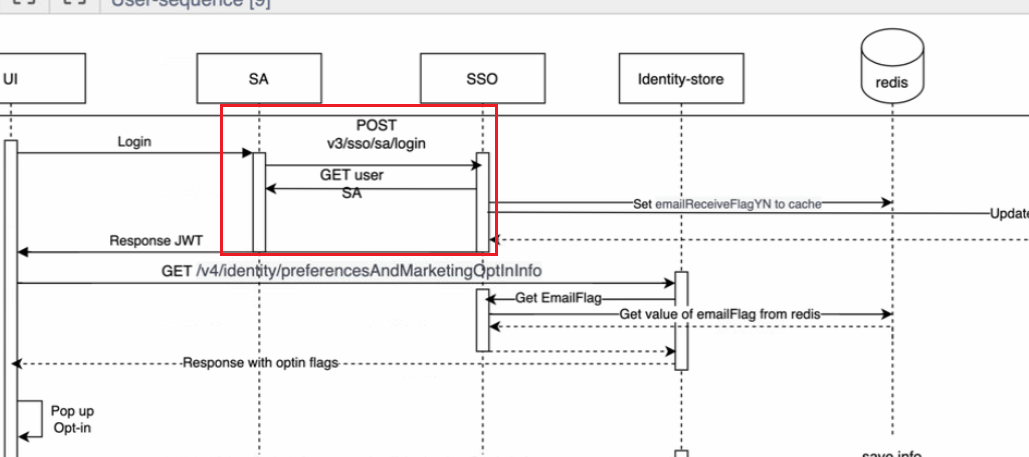 User-sequence [9]
UI
SA
SSO
Identity-store
redis
POST
v3/sso/sa/login
Login
GET user
SA
Set emailReceiveFlagYN to cache
Update
Response JWT
GET /v4/identity/preferencesAndMarketingOptInInfo
Get EmailFlag
Get value of emailFlag from redis
Response with optin flags
Pop up
Opt-in
save info